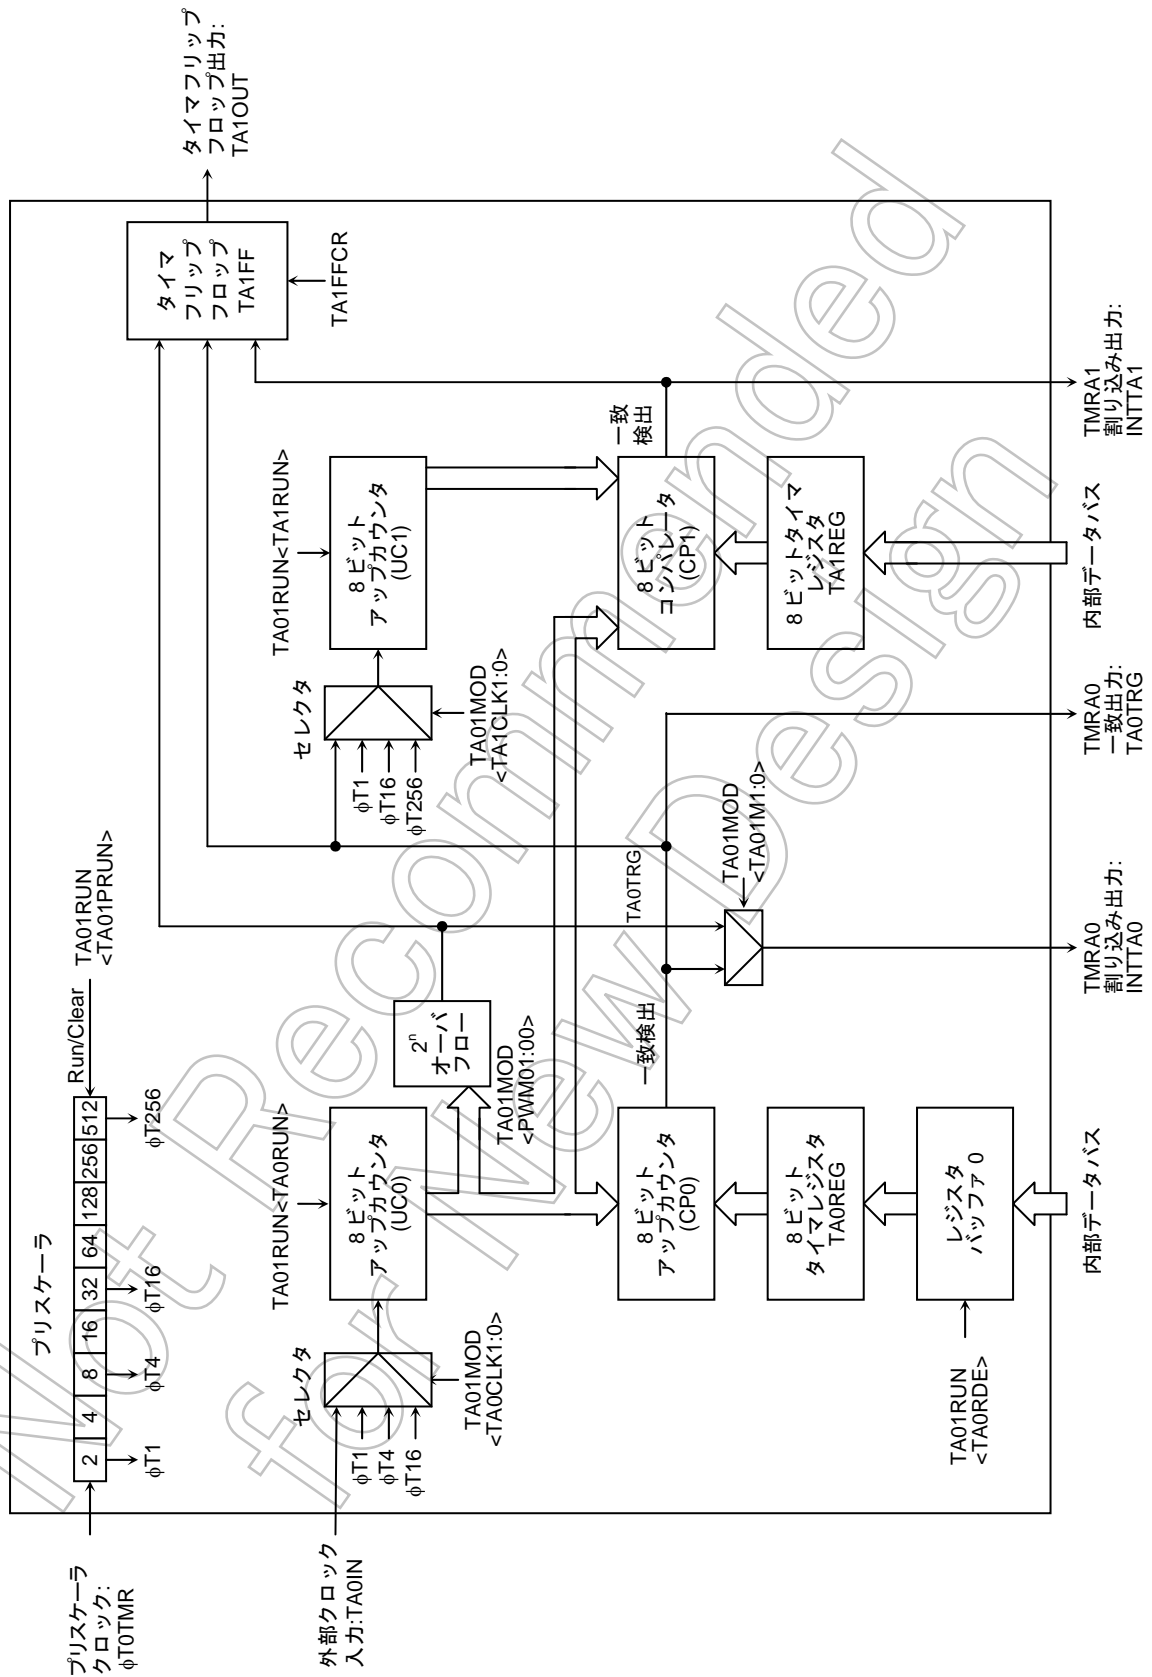 プリスケーラ
クロック:
φT0TMR
プリスケーラ
2
4
8
16
32
64
128
256
512
Run/Clear
TA01RUN
<TA01PRUN>
φT1
φT4
φT16
φT256
外部クロック
入力:TA0IN
φT1
φT4
φT16
セレクタ
TA01MOD
<TA0CLK1:0>
TA01RUN<TA0RUN>
8 ビット
アップカウンタ
(UC0)
2n
オーバ
フロー
TA01MOD
<PWM01:00>
セレクタ
φT1
φT16
φT256
TA01MOD
<TA1CLK1:0>
TA01RUN<TA1RUN>
8 ビット
アップカウンタ
(UC1)
タイマ
フリップ
フロップ
TA1FF
TA1FFCR
タイマフリップ
フロップ出力:
TA1OUT
8 ビット
アップカウンタ
(CP0)
一致検出
TA0TRG
8 ビット
コンパレータ
(CP1)
一致
検出
8 ビット
タイマレジスタ
TA0REG
TA01MOD
<TA01M1:0>
8 ビットタイマ
レジスタ
TA1REG
レジスタ
バッファ 0
TA01RUN
<TA0RDE>
内部データバス
TMRA0
割り込み出力:
INTTA0
TMRA0
一致出力:
TA0TRG
内部データバス
TMRA1
割り込み出力:
INTTA1
Not Recommended
for New Design